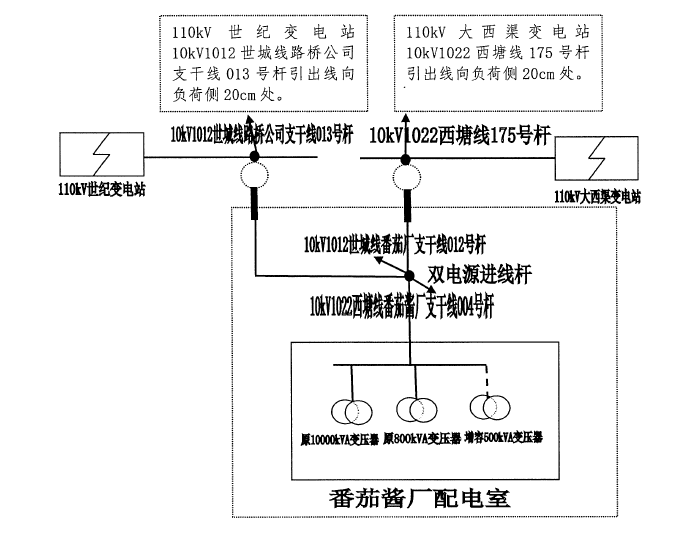 110kV 世纪变电站
10kV1012世城线路桥公司
支干线 013 号杆引出线向
负荷侧 20cm 处。
110kV 大西渠变电站
10kV1022 西塘线 175 号杆
引出线向负荷侧 20cm 处。
10kV1012世城线路桥公司支干线013号杆
10kV1022西塘线175号杆
110kV世纪变电站
110kV大西渠变电站
10kV1012世城线番茄厂支干线012号杆
双电源进线杆
10kV1022西塘线番茄酱厂支干线004号杆
原10000kVA变压器
原800kVA变压器
增容500kVA变压器
番茄酱厂配电室